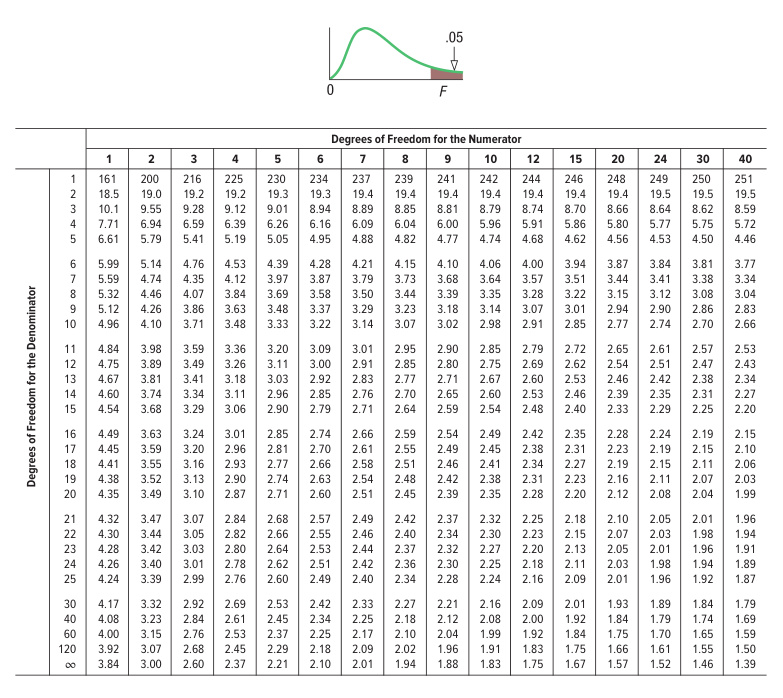 .05
0 F
Degrees of Freedom for the Numerator
1 2 3 4 5 6 7 8 9 10 12 15 20 24 30 40
Degrees of Freedom for the Denominator
1 161 200 216 225 230 234 237 239 241 242 244 246 248 249 250 251
2 18.5 19.0 19.2 19.2 19.3 19.3 19.4 19.4 19.4 19.4 19.4 19.4 19.4 19.5 19.5 19.5
3 10.1 9.55 9.28 9.12 9.01 8.94 8.89 8.85 8.81 8.79 8.74 8.70 8.66 8.64 8.62 8.59
4 7.71 6.94 6.59 6.39 6.26 6.16 6.09 6.04 6.00 5.96 5.91 5.86 5.80 5.77 5.75 5.72
5 6.61 5.79 5.41 5.19 5.05 4.95 4.88 4.82 4.77 4.74 4.68 4.62 4.56 4.53 4.50 4.46
6 5.99 5.14 4.76 4.53 4.39 4.28 4.21 4.15 4.10 4.06 4.00 3.94 3.87 3.84 3.81 3.77
7 5.59 4.74 4.35 4.12 3.97 3.87 3.79 3.73 3.68 3.64 3.57 3.51 3.44 3.41 3.38 3.34
8 5.32 4.46 4.07 3.84 3.69 3.58 3.50 3.44 3.39 3.35 3.28 3.22 3.15 3.12 3.08 3.04
9 5.12 4.26 3.86 3.63 3.48 3.37 3.29 3.23 3.18 3.14 3.07 3.01 2.94 2.90 2.86 2.83
10 4.96 4.10 3.71 3.48 3.33 3.22 3.14 3.07 3.02 2.98 2.91 2.85 2.77 2.74 2.70 2.66
11 4.84 3.98 3.59 3.36 3.20 3.09 3.01 2.95 2.90 2.85 2.79 2.72 2.65 2.61 2.57 2.53
12 4.75 3.89 3.49 3.26 3.11 3.00 2.91 2.85 2.80 2.75 2.69 2.62 2.54 2.51 2.47 2.43
13 4.67 3.81 3.41 3.18 3.03 2.92 2.83 2.77 2.71 2.67 2.60 2.53 2.46 2.42 2.38 2.34
14 4.60 3.74 3.34 3.11 2.96 2.85 2.76 2.70 2.65 2.60 2.53 2.46 2.39 2.35 2.31 2.27
15 4.54 3.68 3.29 3.06 2.90 2.79 2.71 2.64 2.59 2.54 2.48 2.40 2.33 2.29 2.25 2.20
16 4.49 3.63 3.24 3.01 2.85 2.74 2.66 2.59 2.54 2.49 2.42 2.35 2.28 2.24 2.19 2.15
17 4.45 3.59 3.20 2.96 2.81 2.70 2.61 2.55 2.49 2.45 2.38 2.31 2.23 2.19 2.15 2.10
18 4.41 3.55 3.16 2.93 2.77 2.66 2.58 2.51 2.46 2.41 2.34 2.27 2.19 2.15 2.11 2.06
19 4.38 3.52 3.13 2.90 2.74 2.63 2.54 2.48 2.42 2.38 2.31 2.23 2.16 2.11 2.07 2.03
20 4.35 3.49 3.10 2.87 2.71 2.60 2.51 2.45 2.39 2.35 2.28 2.20 2.12 2.08 2.04 1.99
21 4.32 3.47 3.07 2.84 2.68 2.57 2.49 2.42 2.37 2.32 2.25 2.18 2.10 2.05 2.01 1.96
22 4.30 3.44 3.05 2.82 2.66 2.55 2.46 2.40 2.34 2.30 2.23 2.15 2.07 2.03 1.98 1.94
23 4.28 3.42 3.03 2.80 2.64 2.53 2.44 2.37 2.32 2.27 2.20 2.13 2.05 2.01 1.96 1.91
24 4.26 3.40 3.01 2.78 2.62 2.51 2.42 2.36 2.30 2.25 2.18 2.11 2.03 1.98 1.94 1.89
25 4.24 3.39 2.99 2.76 2.60 2.49 2.40 2.34 2.28 2.24 2.16 2.09 2.01 1.96 1.92 1.87
30 4.17 3.32 2.92 2.69 2.53 2.42 2.33 2.27 2.21 2.16 2.09 2.01 1.93 1.89 1.84 1.79
40 4.08 3.23 2.84 2.61 2.45 2.34 2.25 2.18 2.12 2.08 2.00 1.92 1.84 1.79 1.74 1.69
60 4.00 3.15 2.76 2.53 2.37 2.25 2.17 2.10 2.04 1.99 1.92 1.84 1.75 1.70 1.65 1.59
120 3.92 3.07 2.68 2.45 2.29 2.18 2.09 2.02 1.96 1.91 1.83 1.75 1.66 1.61 1.55 1.50
∞ 3.84 3.00 2.60 2.37 2.21 2.10 2.01 1.94 1.88 1.83 1.75 1.67 1.57 1.52 1.46 1.39